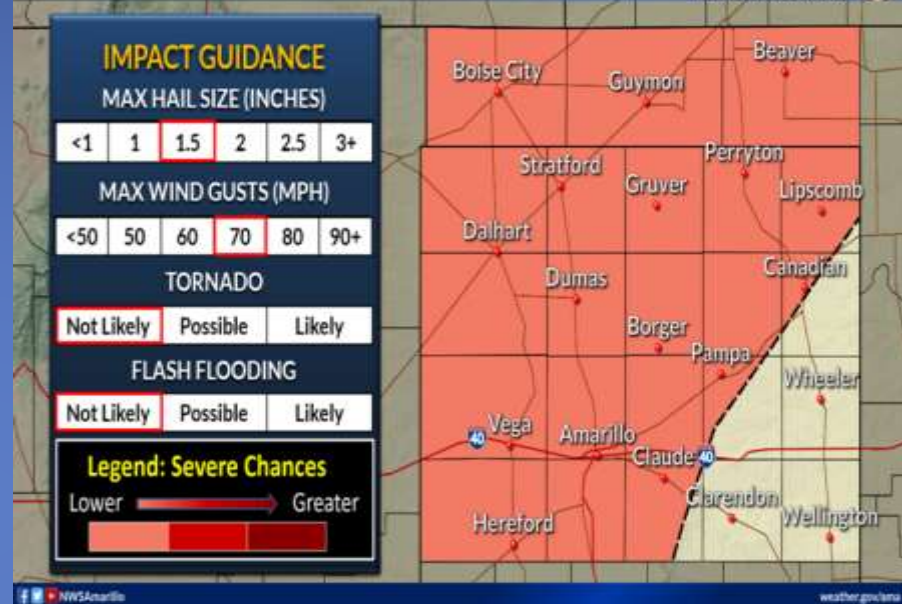 IMPACT GUIDANCE
MAX HAIL SIZE (INCHES)
<1 1 1.5 2 2.5 3+
MAX WIND GUSTS (MPH)
<50 50 60 70 80 90+
TORNADO
Not Likely Possible Likely
FLASH FLOODING
Not Likely Possible Likely
Legend: Severe Chances
Lower Greater
Beaver
Boise City
Guymon
Perryton
Stratford
Gruver
Lipscomb
Dalhart
Canadian
Dumas
Borger
Pampa
Wheeler
40 Vega
Amarillo
Claude 40
Clarendon
Wellington
Hereford
NWSAmarillo
weather.gov/ama